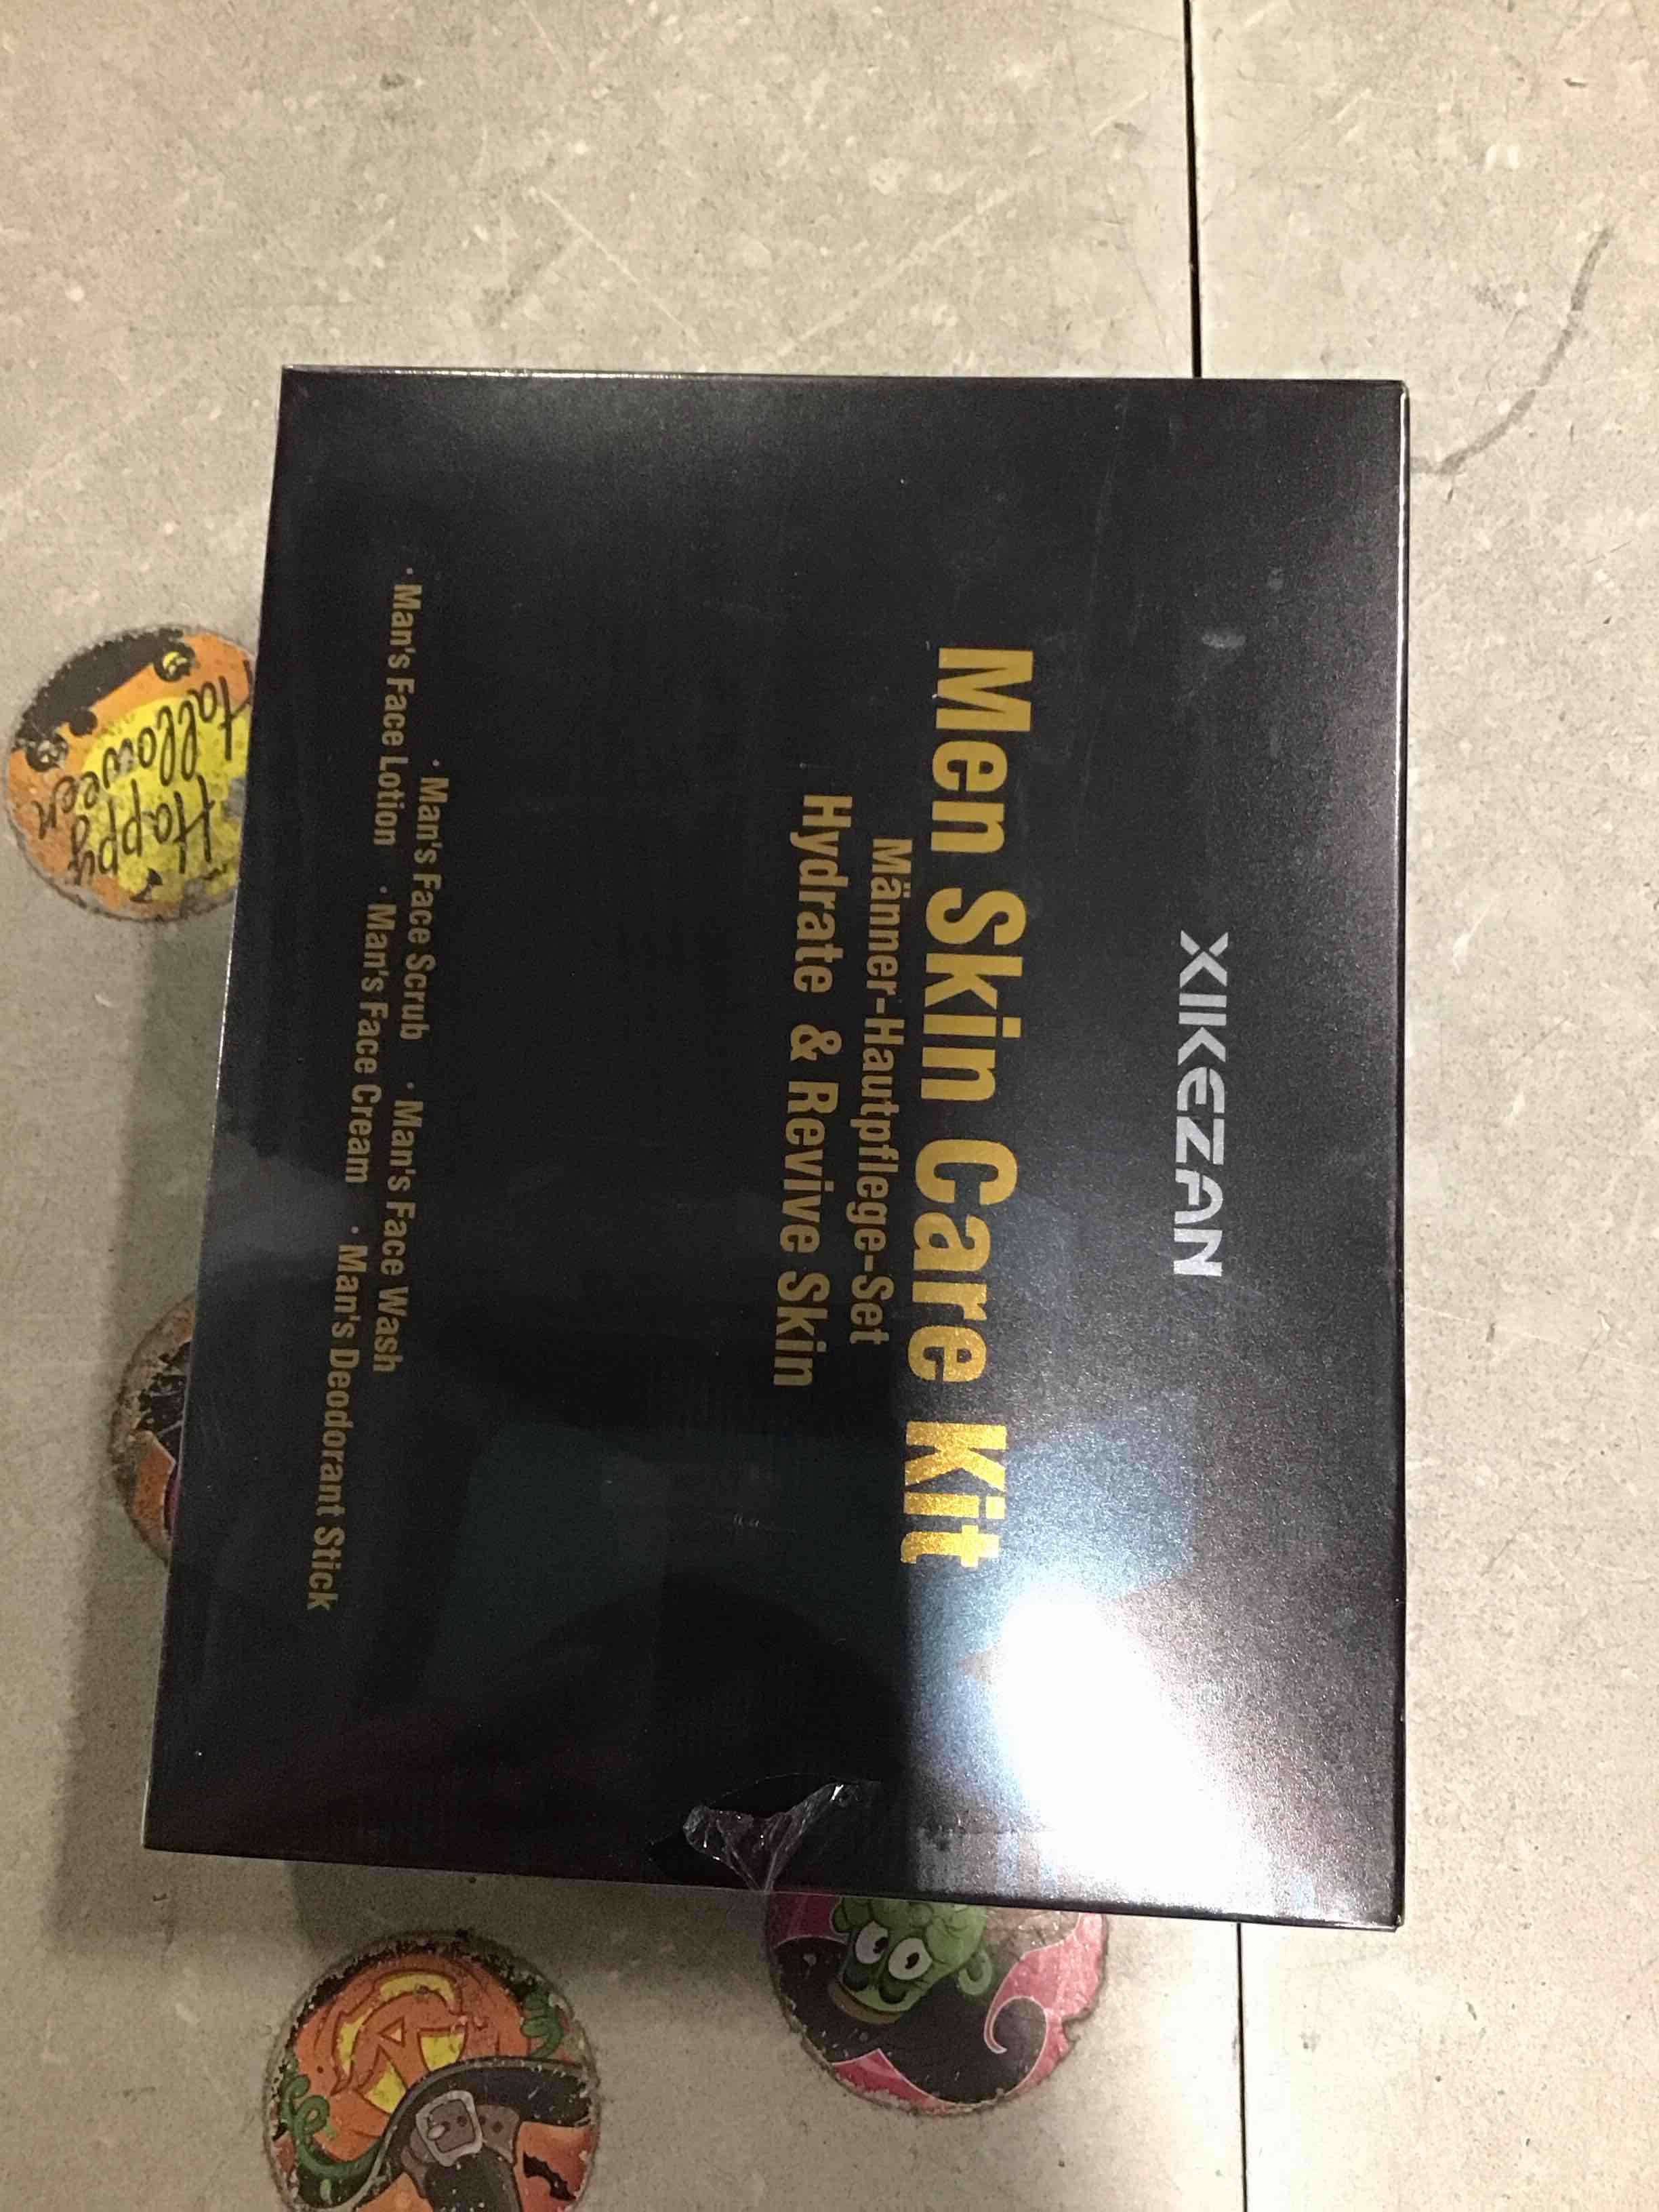 XIKEZAN
Men Skin Care Kit
Männer-Hautpflege-Set
Hydrate & Revive Skin
· Man's Face Scrub · Man's Face Wash
· Man's Face Lotion · Man's Face Cream · Man's Deodorant Stick
Happy
Halloween